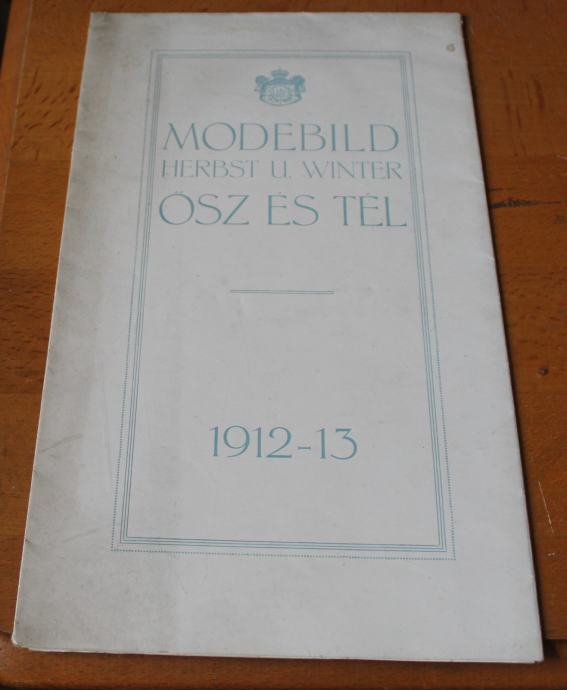 MODEBILD
HERBST U. WINTER
ŐSZ ÉS TÉL
1912-13